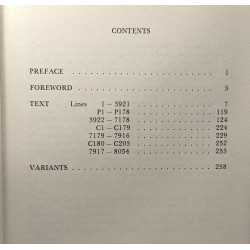 CONTENTS
PREFACE . . . . . . . . . . . . . . . . . 1
FOREWORD . . . . . . . . . . . . . . . . 3
TEXT Lines 1 – 3921 . . . . . . . . . . 7
P1 – P178 . . . . . . . . . . 119
3922 – 7178 . . . . . . . . . . 124
C1 – C179 . . . . . . . . . . 224
7179 – 7916 . . . . . . . . . . 229
C180 – C203 . . . . . . . . . . 252
7917 – 8054 . . . . . . . . . . 253
VARIANTS . . . . . . . . . . . . . . . . 258